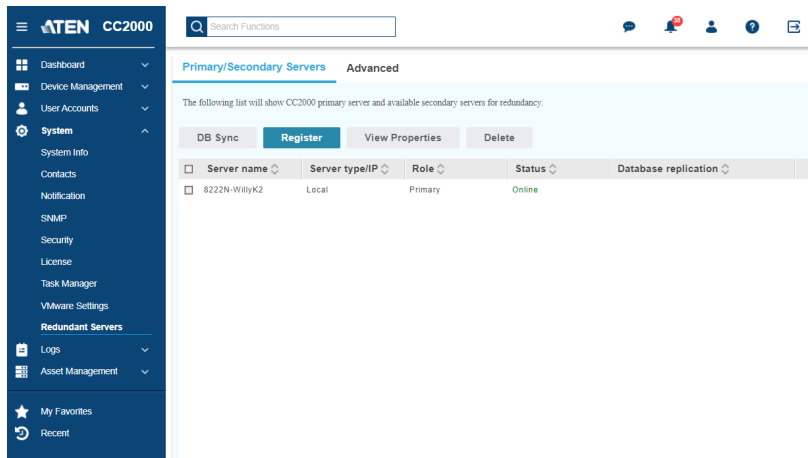 ATEN CC2000
Search Functions
38
Dashboard
Device Management
User Accounts
System
System Info
Contacts
Notification
SNMP
Security
License
Task Manager
VMware Settings
Redundant Servers
Logs
Asset Management
My Favorites
Recent
Primary/Secondary Servers Advanced
The following list will show CC2000 primary server and available secondary servers for redundancy.
DB Sync Register View Properties Delete
Server name Server type/IP Role Status Database replication
8222N-WillyK2 Local Primary Online